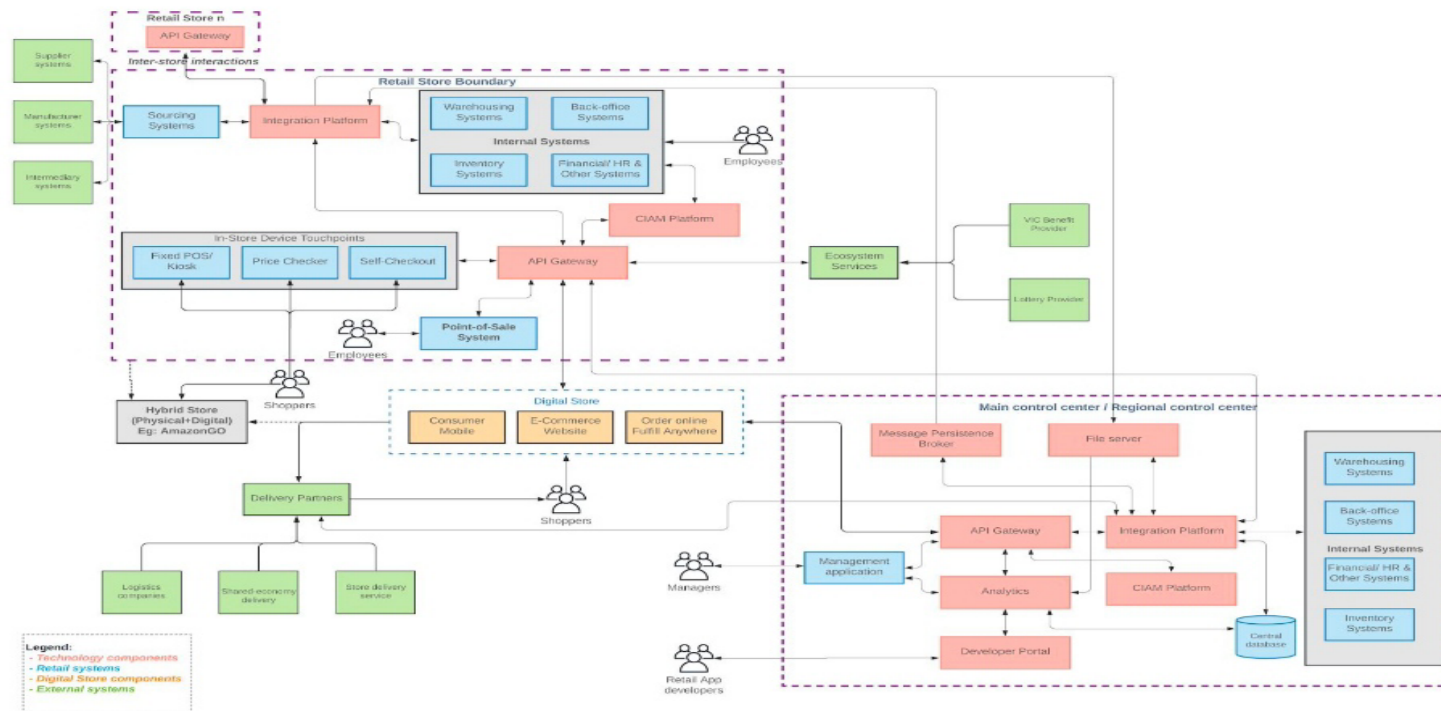 Retail Store n
API Gateway
Inter-store interactions
Supplier
systems
Manufacturer
systems
Intermediary
systems
Retail Store Boundary
Sourcing
Systems
Integration Platform
Warehousing
Systems
Back-office
Systems
Internal Systems
Inventory
Systems
Financial/ HR &
Other Systems
Employees
CIAM Platform
In-Store Device Touchpoints
Fixed POS/
Kiosk
Price Checker
Self-Checkout
API Gateway
Ecosystem
Services
VIC Benefit
Provider
Lottery Provider
Employees
Point-of-Sale
System
Shoppers
Hybrid Store
(Physical+Digital)
Eg: AmazonGO
Digital Store
Consumer
Mobile
E-Commerce
Website
Order online
Fulfill Anywhere
Delivery Partners
Shoppers
Logistics
companies
Shared economy
delivery
Store delivery
service
Main control center / Regional control center
Message Persistence
Broker
File server
API Gateway
Integration Platform
Managers
Management
application
Analytics
CIAM Platform
Developer Portal
Central
database
Retail App
developers
Warehousing
Systems
Back-office
Systems
Internal Systems
Financial/ HR &
Other Systems
Inventory
Systems
Legend:
- Technology components
- Retail systems
- Digital Store components
- External systems